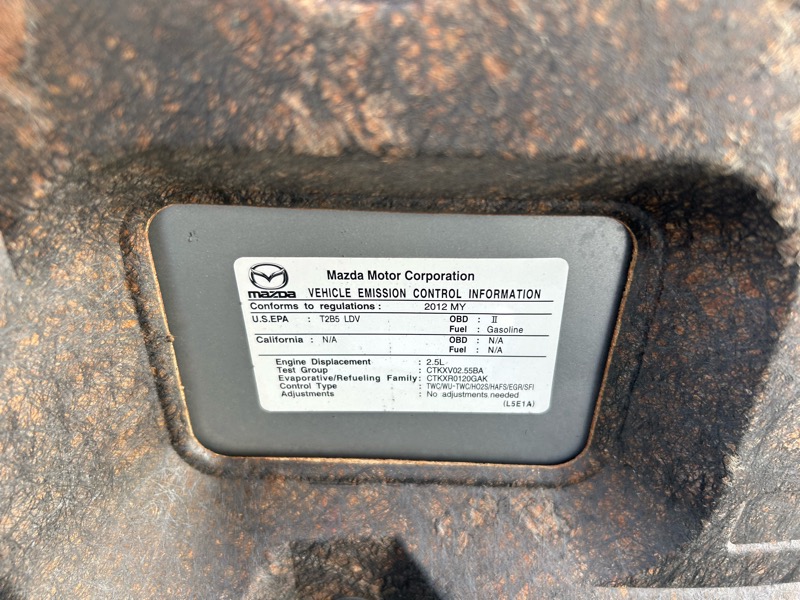 Mazda Motor Corporation
mazda VEHICLE EMISSION CONTROL INFORMATION
Conforms to regulations : 2012 MY
U.S.EPA : T2B5 LDV OBD : II
Fuel : Gasoline
California : N/A OBD : N/A
Fuel : N/A
Engine Displacement : 2.5L
Test Group : CTKXV02.55BA
Evaporative/Refueling Family: CTKXR0120GAK
Control Type : TWC/WU-TWC/HO2S/HAFS/EGR/SFI
Adjustments : No adjustments needed
(L5E1A)